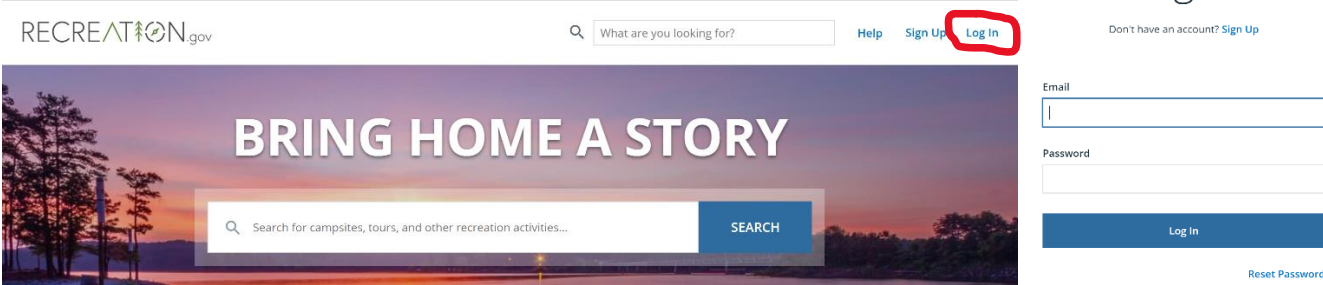 RECREATION.gov
What are you looking for?
Help Sign Up Log In
BRING HOME A STORY
Search for campsites, tours, and other recreation activities...
SEARCH
Don't have an account? Sign Up
Email
Password
Log In
Reset Password